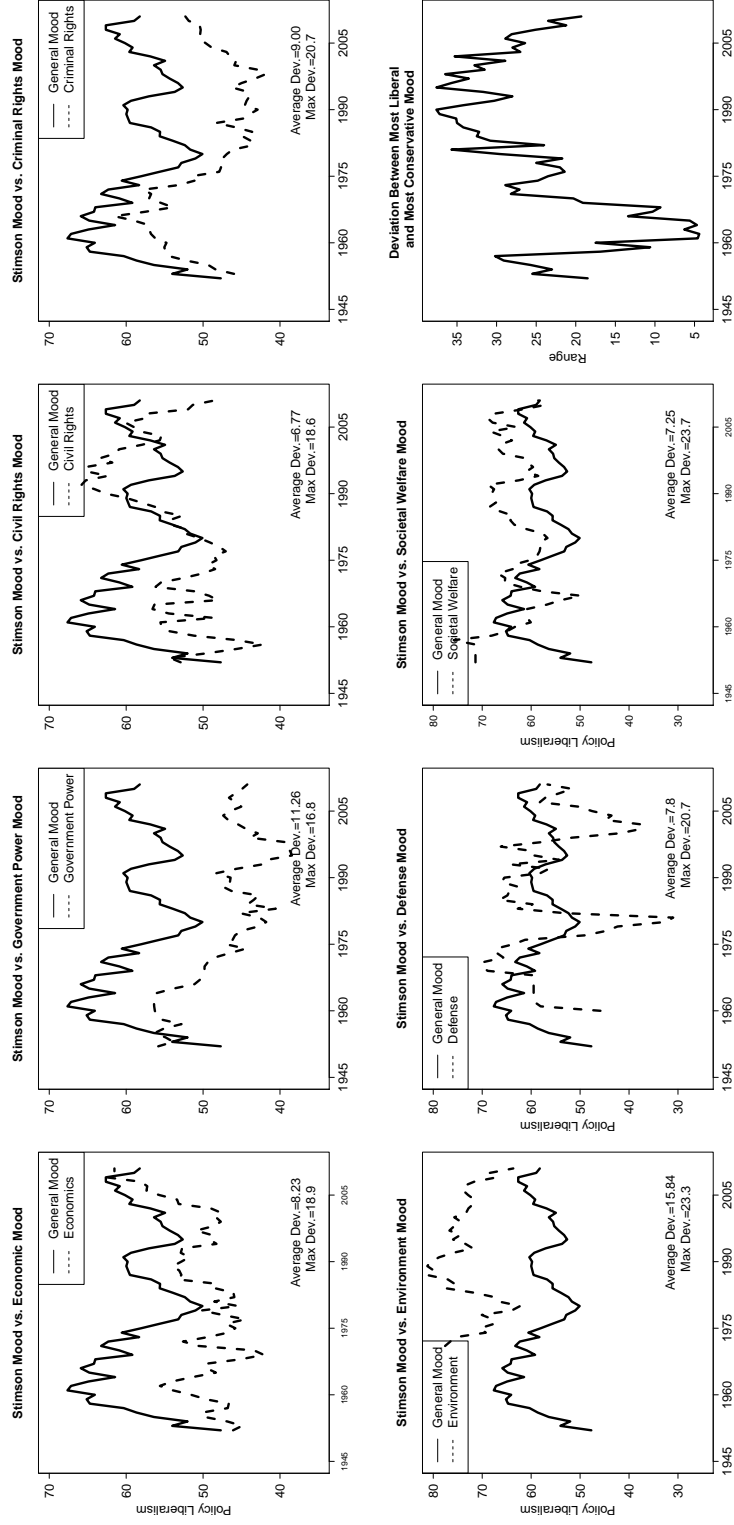 Stimson Mood vs. Economic Mood
Policy Liberalism
70
60
50
40
1945
1960
1975
1990
2005
General Mood
Economics
Average Dev.=8.23
Max Dev.=18.9
Stimson Mood vs. Government Power Mood
70
60
50
40
1945
1960
1975
1990
2005
General Mood
Government Power
Average Dev.=11.26
Max Dev.=16.8
Stimson Mood vs. Civil Rights Mood
70
60
50
40
1945
1960
1975
1990
2005
General Mood
Civil Rights
Average Dev.=6.77
Max Dev.=18.6
Stimson Mood vs. Criminal Rights Mood
70
60
50
40
1945
1960
1975
1990
2005
General Mood
Criminal Rights
Average Dev.=9.00
Max Dev.=20.7
Stimson Mood vs. Environment Mood
Policy Liberalism
80
70
60
50
40
30
1945
1960
1975
1990
2005
General Mood
Environment
Average Dev.=15.84
Max Dev.=23.3
Stimson Mood vs. Defense Mood
80
70
60
50
40
30
1945
1960
1975
1990
2005
General Mood
Defense
Average Dev.=7.8
Max Dev.=20.7
Stimson Mood vs. Societal Welfare Mood
Policy Liberalism
80
70
60
50
40
30
1945
1960
1975
1990
2005
General Mood
Societal Welfare
Average Dev.=7.25
Max Dev.=23.7
Deviation Between Most Liberal
and Most Conservative Mood
Range
35
30
25
20
15
10
5
1945
1960
1975
1990
2005